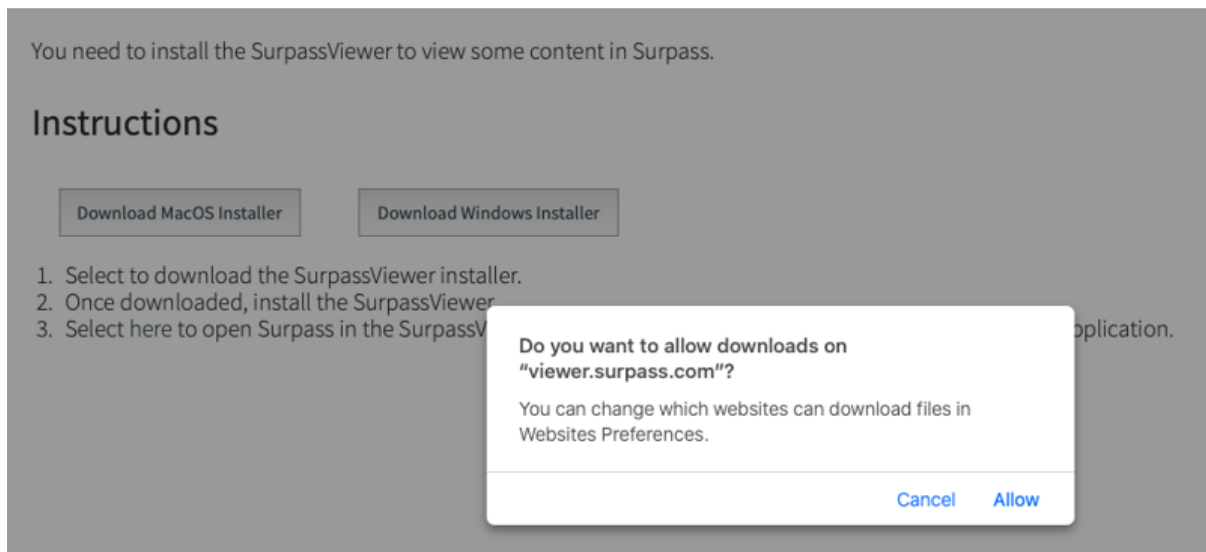 You need to install the SurpassViewer to view some content in Surpass.
Instructions
Download MacOS Installer
Download Windows Installer
1. Select to download the SurpassViewer installer.
2. Once downloaded, install the SurpassViewer
3. Select here to open Surpass in the SurpassV pplication.
Do you want to allow downloads on
“viewer.surpass.com”?
You can change which websites can download files in
Websites Preferences.
Cancel
Allow